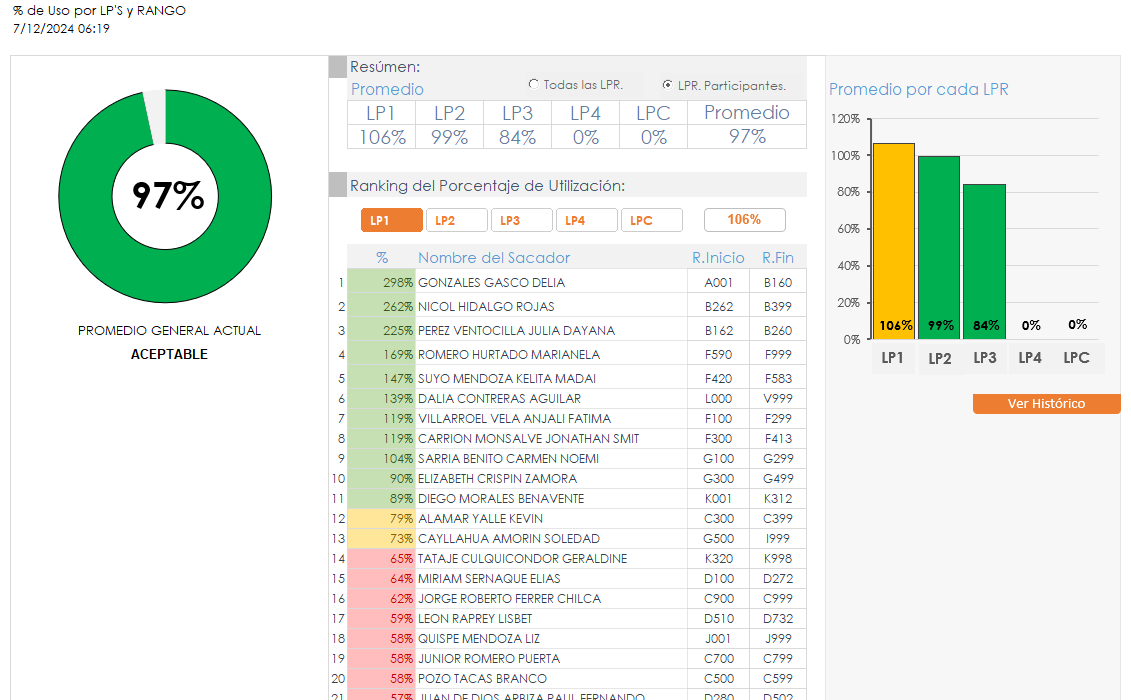 % de Uso por LP'S y RANGO
7/12/2024 06:19
97%
PROMEDIO GENERAL ACTUAL
ACEPTABLE
Resúmen:
Promedio
Todas las LPR.
LPR. Participantes.
LP1 LP2 LP3 LP4 LPC Promedio
106% 99% 84% 0% 0% 97%
Ranking del Porcentaje de Utilización:
LP1 LP2 LP3 LP4 LPC 106%
% Nombre del Sacador R.Inicio R.Fin
1 298% GONZALES GASCO DELIA A001 B160
2 262% NICOL HIDALGO ROJAS B262 B399
3 225% PEREZ VENTOCILLA JULIA DAYANA B162 B260
4 169% ROMERO HURTADO MARIANELA F590 F999
5 147% SUYO MENDOZA KELITA MADAI F420 F583
6 139% DALIA CONTRERAS AGUILAR L000 V999
7 119% VILLARROEL VELA ANJALI FATIMA F100 F299
8 119% CARRION MONSALVE JONATHAN SMIT F300 F413
9 104% SARRIA BENITO CARMEN NOEMI G100 G299
10 90% ELIZABETH CRISPIN ZAMORA G300 G499
11 89% DIEGO MORALES BENAVENTE K001 K312
12 79% ALAMAR YALLE KEVIN C300 C399
13 73% CAYLLAHUA AMORIN SOLEDAD G500 I999
14 65% TATAJE CULQUICONDOR GERALDINE K320 K998
15 64% MIRIAM SERNAQUE ELIAS D100 D272
16 62% JORGE ROBERTO FERRER CHILCA C900 C999
17 59% LEON RAPREY LISBET D510 D732
18 58% QUISPE MENDOZA LIZ J001 J999
19 58% JUNIOR ROMERO PUERTA C700 C799
20 58% POZO TACAS BRANCO C500 C599
21 57% JUAN DE DIOS ARBIZA PAUL FERNANDO D280 D502
Promedio por cada LPR
120%
100%
80%
60%
40%
20%
0%
106% 99% 84% 0% 0%
LP1 LP2 LP3 LP4 LPC
Ver Histórico